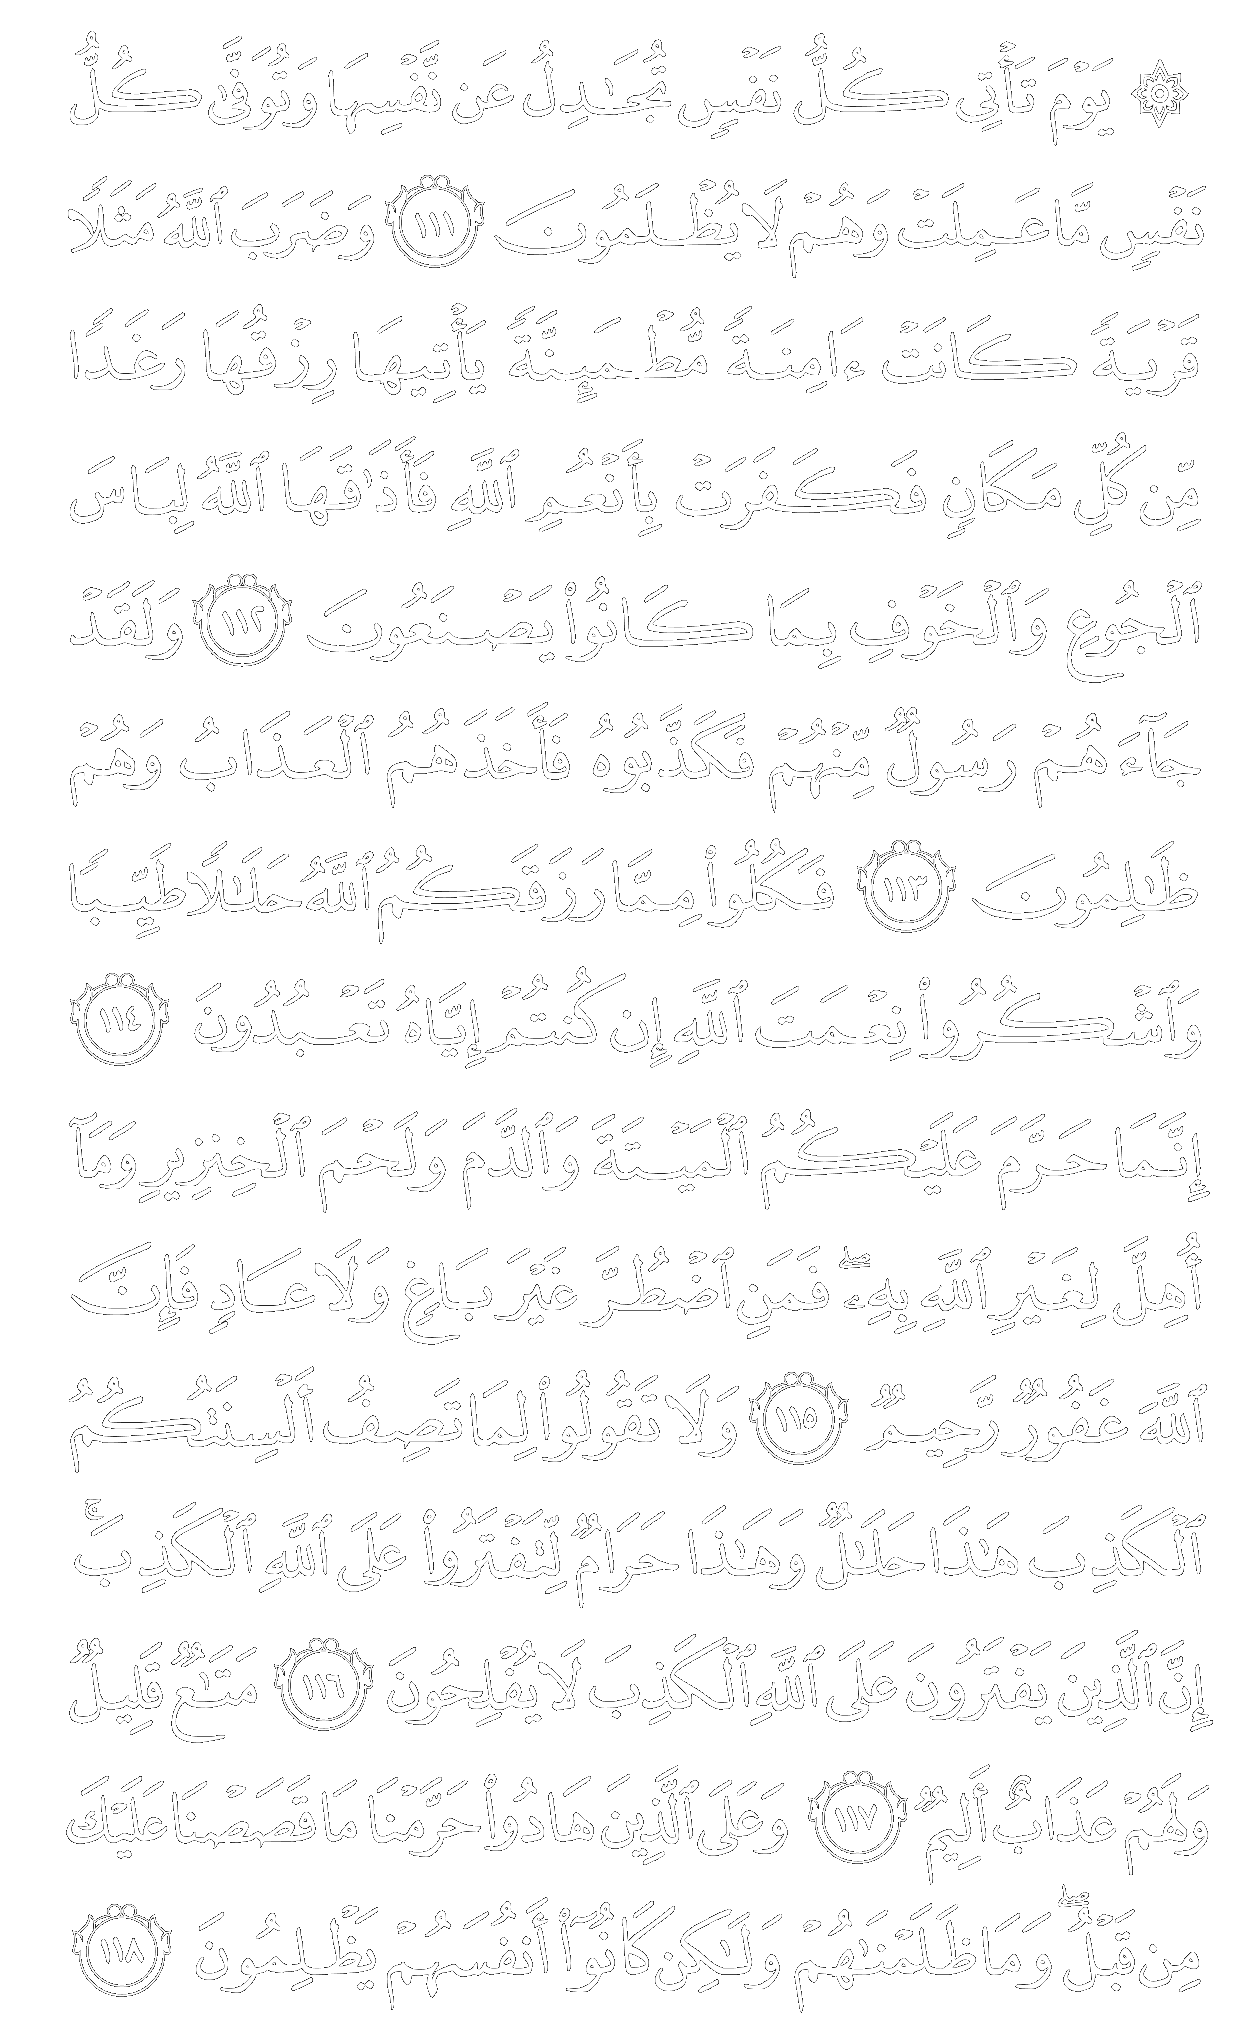 ۞ يَوْمَ تَأْتِى كُلُّ نَفْسٍ تُجَـٰدِلُ عَن نَّفْسِهَا وَتُوَفَّىٰ كُلُّ
نَفْسٍ مَّا عَمِلَتْ وَهُمْ لَا يُظْلَمُونَ ١١١ وَضَرَبَ ٱللَّهُ مَثَلًا
قَرْيَةً كَانَتْ ءَامِنَةً مُّطْمَئِنَّةً يَأْتِيهَا رِزْقُهَا رَغَدًا
مِّن كُلِّ مَكَانٍ فَكَفَرَتْ بِأَنْعُمِ ٱللَّهِ فَأَذَٰقَهَا ٱللَّهُ لِبَاسَ
ٱلْجُوعِ وَٱلْخَوْفِ بِمَا كَانُوا۟ يَصْنَعُونَ ١١٢ وَلَقَدْ
جَآءَهُمْ رَسُولٌ مِّنْهُمْ فَكَذَّبُوهُ فَأَخَذَهُمُ ٱلْعَذَابُ وَهُمْ
ظَـٰلِمُونَ ١١٣ فَكُلُوا۟ مِمَّا رَزَقَكُمُ ٱللَّهُ حَلَـٰلًا طَيِّبًا
وَٱشْكُرُوا۟ نِعْمَتَ ٱللَّهِ إِن كُنتُمْ إِيَّاهُ تَعْبُدُونَ ١١٤
إِنَّمَا حَرَّمَ عَلَيْكُمُ ٱلْمَيْتَةَ وَٱلدَّمَ وَلَحْمَ ٱلْخِنزِيرِ وَمَآ
أُهِلَّ لِغَيْرِ ٱللَّهِ بِهِۦ ۖ فَمَنِ ٱضْطُرَّ غَيْرَ بَاغٍ وَلَا عَادٍ فَإِنَّ
ٱللَّهَ غَفُورٌ رَّحِيمٌ ١١٥ وَلَا تَقُولُوا۟ لِمَا تَصِفُ أَلْسِنَتُكُمُ
ٱلْكَذِبَ هَـٰذَا حَلَـٰلٌ وَهَـٰذَا حَرَامٌ لِّتَفْتَرُوا۟ عَلَى ٱللَّهِ ٱلْكَذِبَ ۚ
إِنَّ ٱلَّذِينَ يَفْتَرُونَ عَلَى ٱللَّهِ ٱلْكَذِبَ لَا يُفْلِحُونَ ١١٦ مَتَـٰعٌ قَلِيلٌ
وَلَهُمْ عَذَابٌ أَلِيمٌ ١١٧ وَعَلَى ٱلَّذِينَ هَادُوا۟ حَرَّمْنَا مَا قَصَصْنَا عَلَيْكَ
مِن قَبْلُ ۖ وَمَا ظَلَمْنَـٰهُمْ وَلَـٰكِن كَانُوٓا۟ أَنفُسَهُمْ يَظْلِمُونَ ١١٨